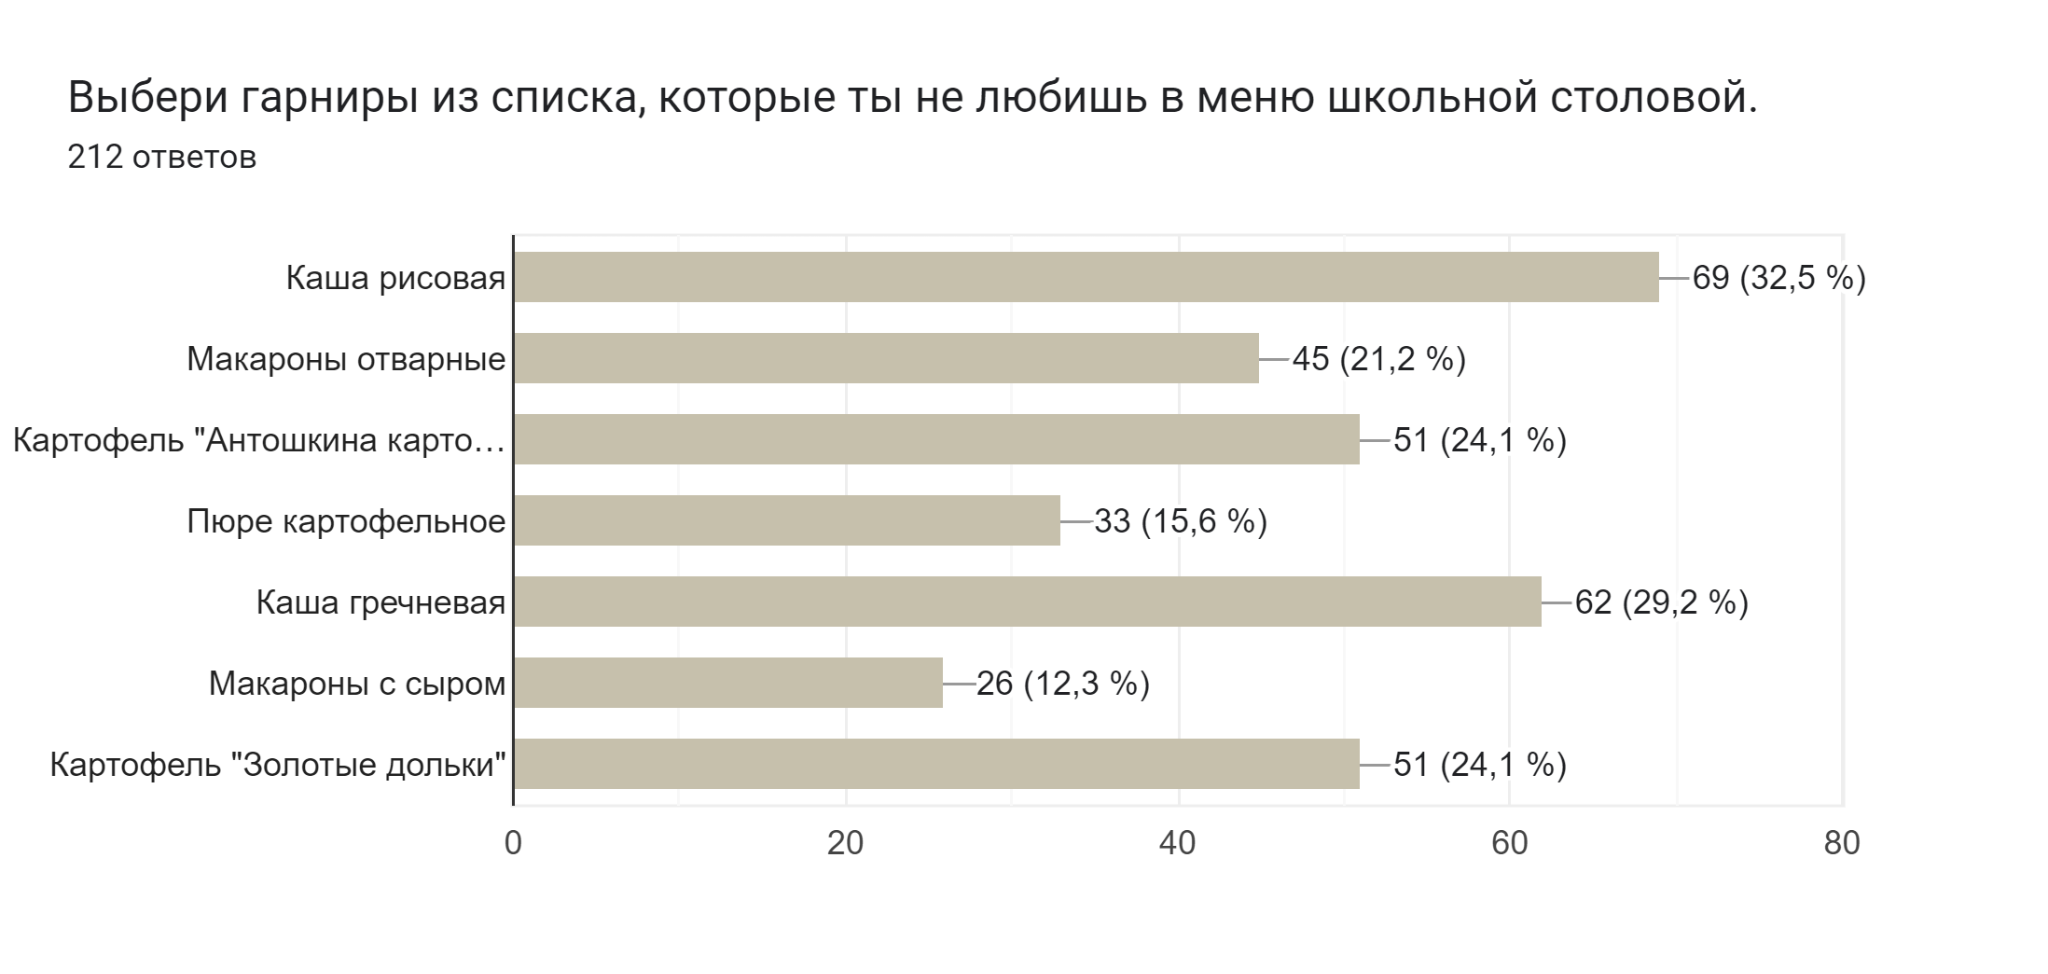 Выбери гарниры из списка, которые ты не любишь в меню школьной столовой.
212 ответов
Каша рисовая 69 (32,5 %)
Макароны отварные 45 (21,2 %)
Картофель "Антошкина карто… 51 (24,1 %)
Пюре картофельное 33 (15,6 %)
Каша гречневая 62 (29,2 %)
Макароны с сыром 26 (12,3 %)
Картофель "Золотые дольки" 51 (24,1 %)
0 20 40 60 80